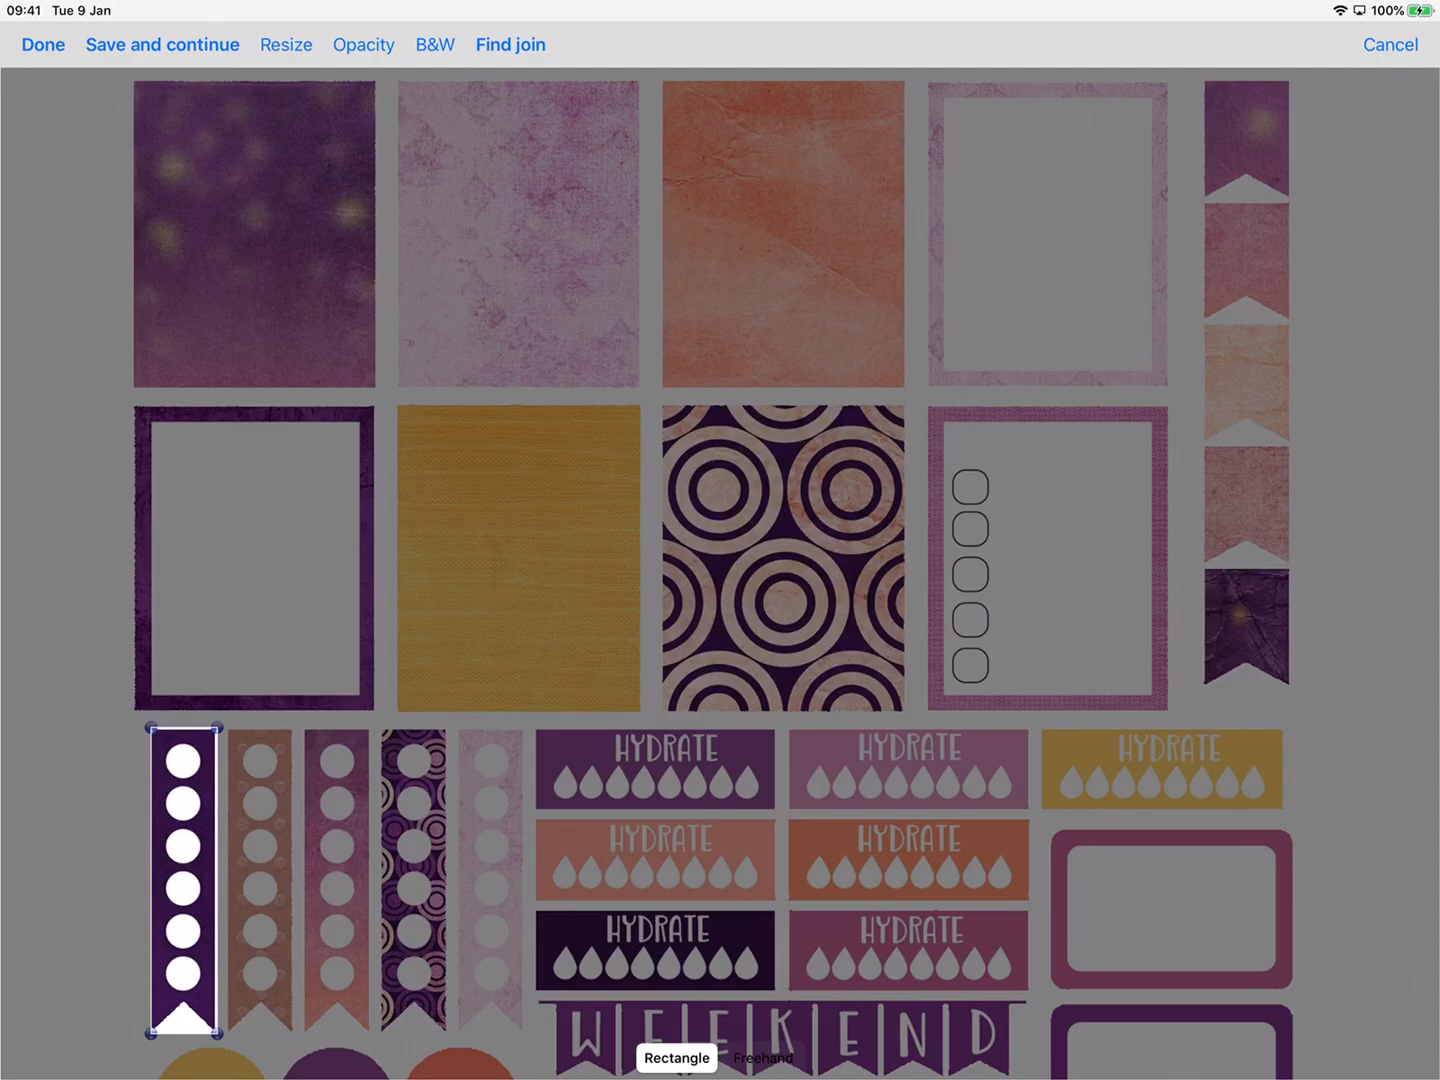 09:41 Tue 9 Jan 100%
Done Save and continue Resize Opacity B&W Find join Cancel
HYDRATE HYDRATE HYDRATE
HYDRATE HYDRATE
HYDRATE HYDRATE
WEEKEND
Rectangle Freehand